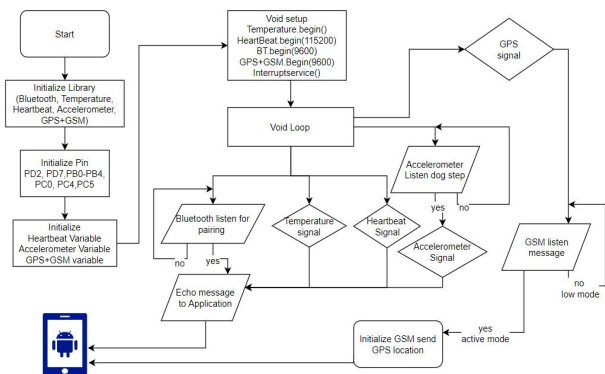 Start
Initialize Library
(Bluetooth, Temperature,
Heartbeat, Accelerometer,
GPS+GSM)
Initialize Pin
PD2, PD7,PB0-PB4,
PC0, PC4,PC5
Initialize
Heartbeat Variable
Accelerometer Variable
GPS+GSM variable
Void setup
Temperature.begin()
HeartBeat.begin(115200)
BT.begin(9600)
GPS+GSM.Begin(9600)
Interruptservice()
Void Loop
GPS
signal
Accelerometer
Listen dog step
yes
no
Bluetooth listen for
pairing
no
yes
Temperature
signal
Heartbeat
Signal
Accelerometer
Signal
GSM listen
message
no
low mode
yes
active mode
Echo message
to Application
Initialize GSM send
GPS location